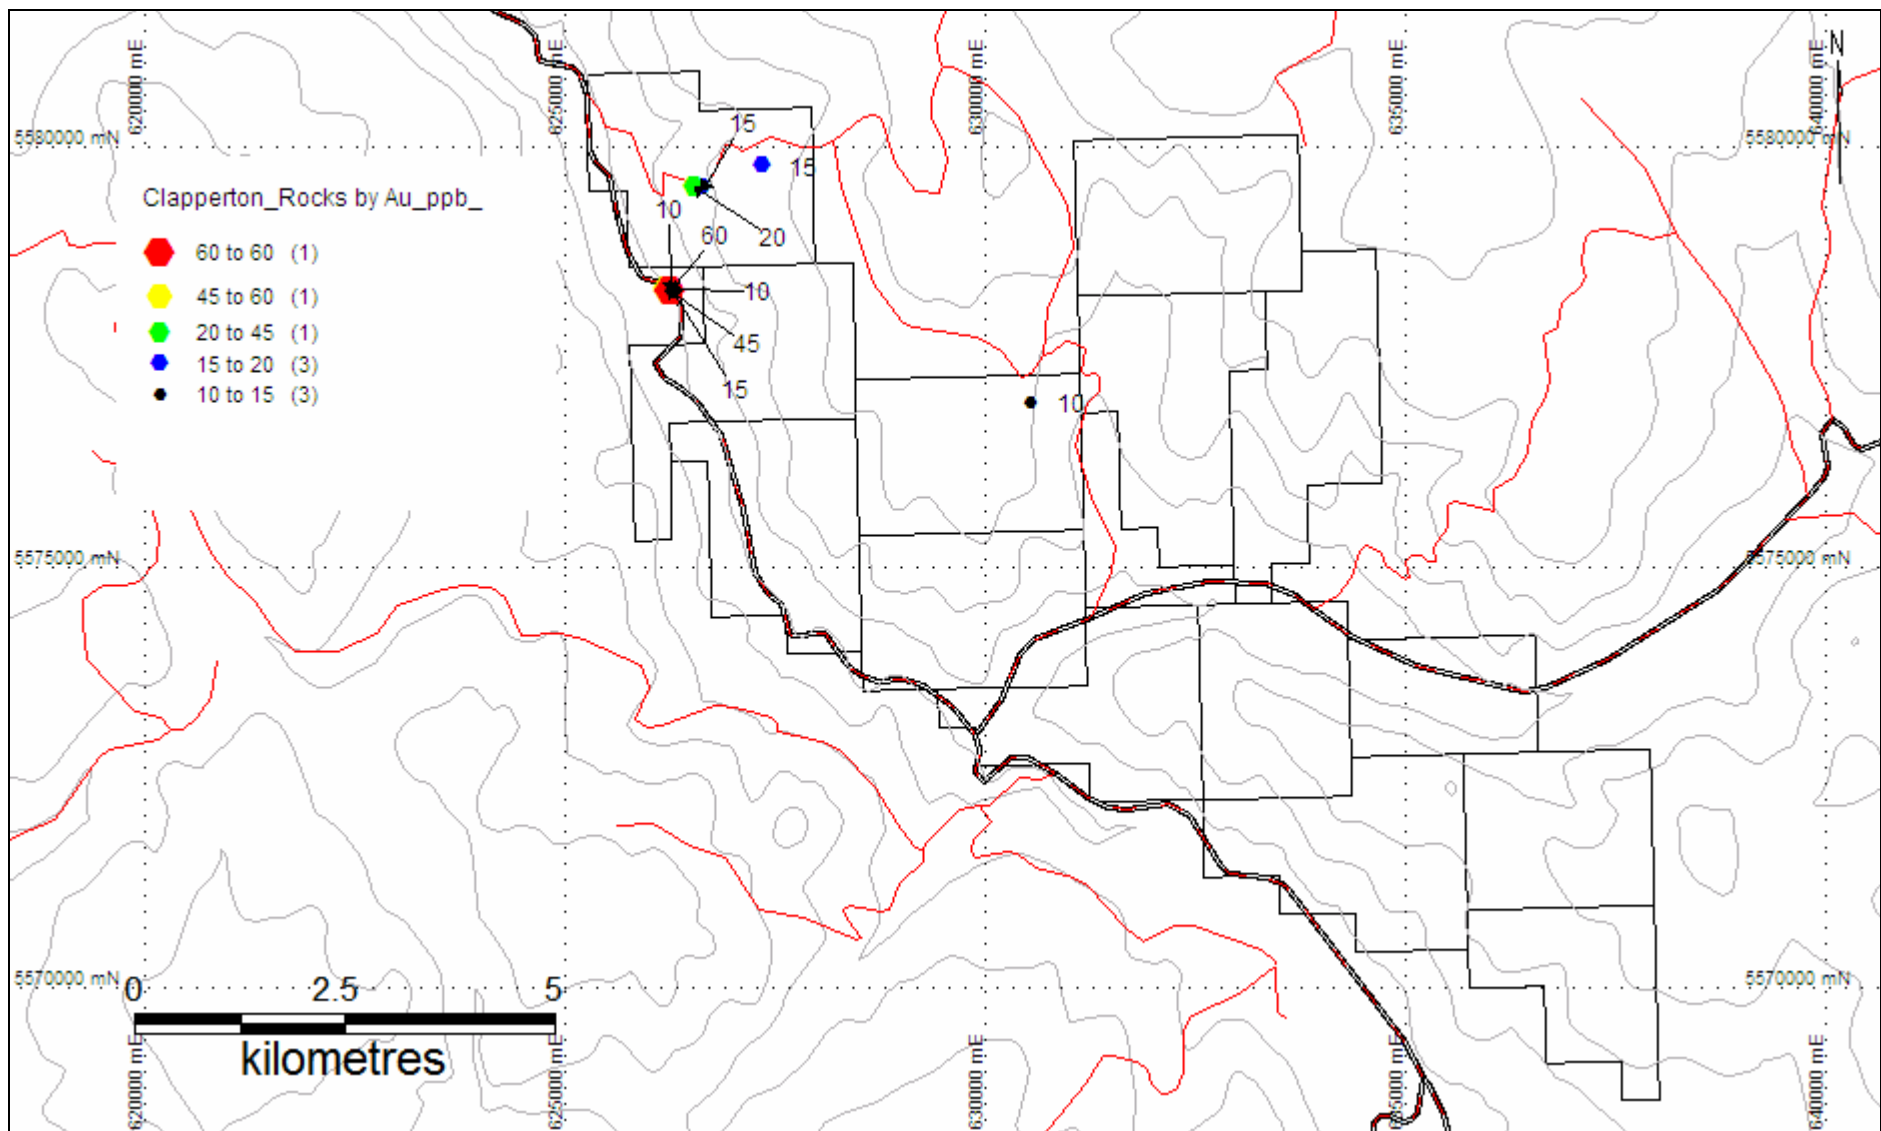 620000 mE
625000 mE
630000 mE
635000 mE
640000 mE
N
5580000 mN
5580000 mN
15
15
Clapperton_Rocks by Au_ppb_
10
60
20
60 to 60 (1)
45 to 60 (1)
10
20 to 45 (1)
45
15 to 20 (3)
15
10 to 15 (3)
10
5575000 mN
5575000 mN
5570000 mN
5570000 mN
0 2.5 5
kilometres
620000 mE
625000 mE
630000 mE
635000 mE
640000 mE